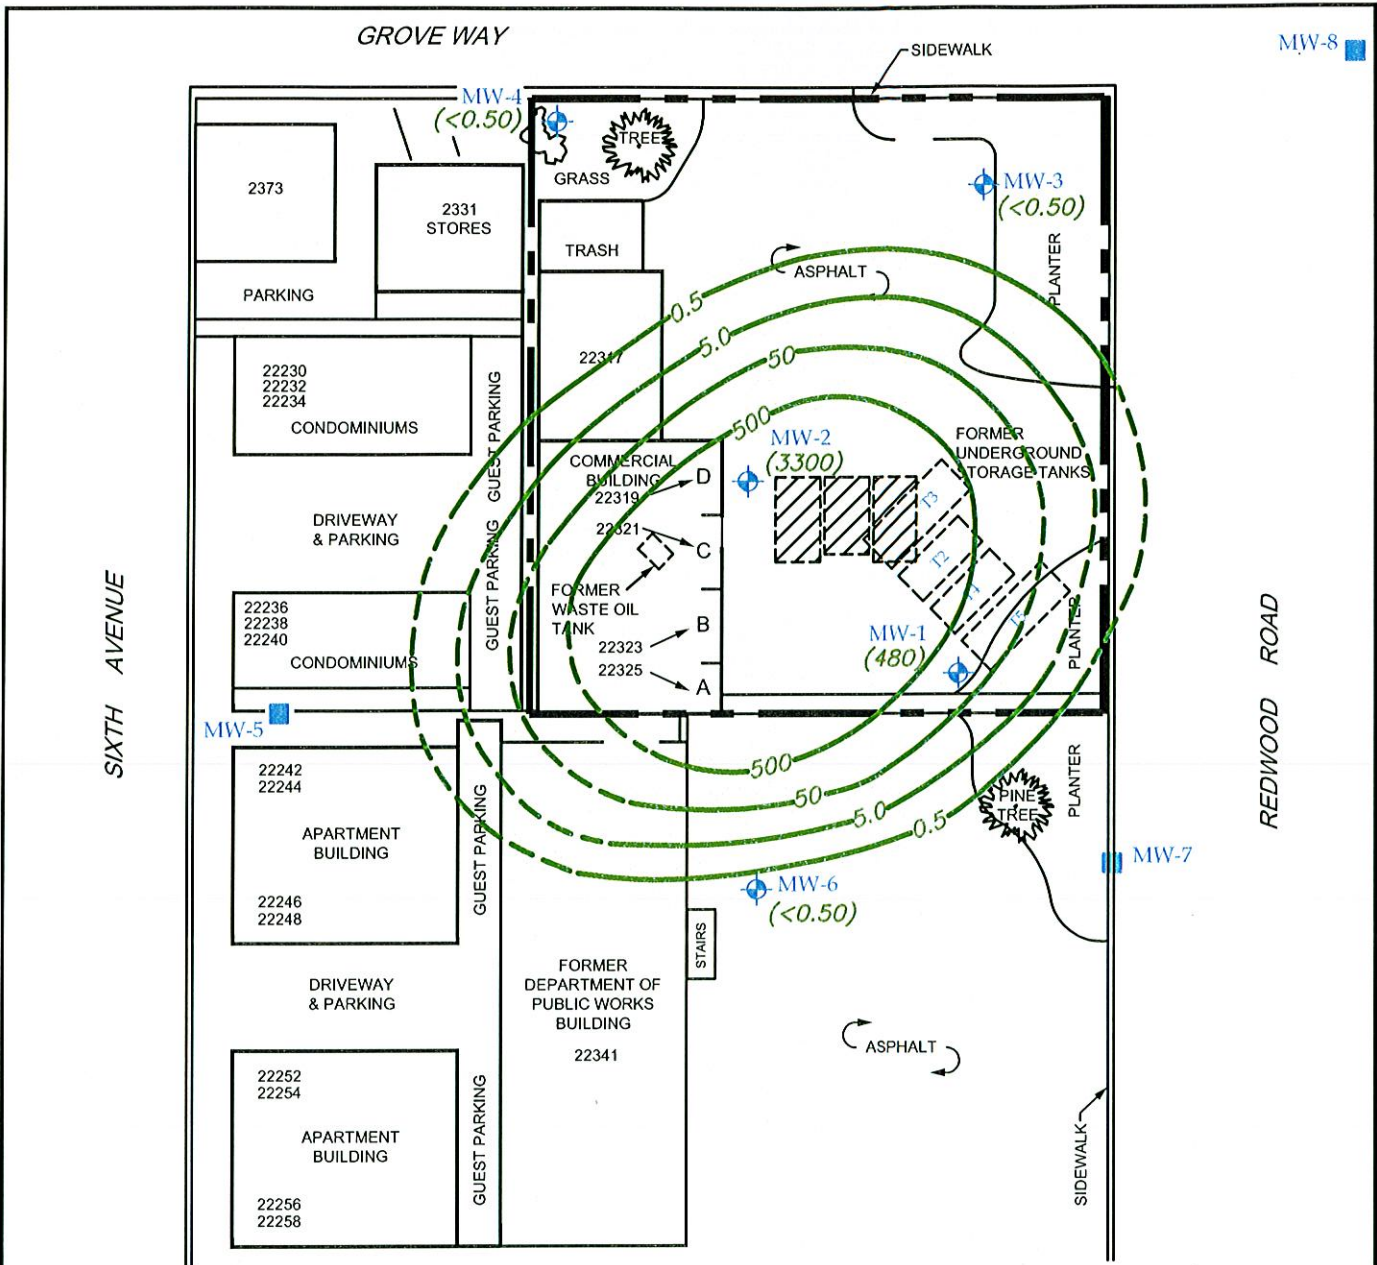 GROVE WAY
MW-8
SIDEWALK
MW-4
(<0.50)
TREE
GRASS
MW-3
(<0.50)
2373
2331
STORES
TRASH
ASPHALT
PLANTER
PARKING
0.5
5.0
50
500
22317
22230
22232
22234
CONDOMINIUMS
GUEST PARKING
MW-2
(3300)
FORMER
UNDERGROUND
STORAGE TANKS
COMMERCIAL
BUILDING
22319
D
22321
C
T3
T2
T4
T5
DRIVEWAY
& PARKING
GUEST PARKING
FORMER
WASTE OIL
TANK
22323
B
22325
A
MW-1
(480)
PLANTER
22236
22238
22240
CONDOMINIUMS
SIXTH AVENUE
REDWOOD ROAD
MW-5
500
50
5.0
0.5
PINE
TREE
PLANTER
22242
22244
APARTMENT
BUILDING
22246
22248
GUEST PARKING
MW-7
MW-6
(<0.50)
STAIRS
FORMER
DEPARTMENT OF
PUBLIC WORKS
BUILDING
22341
DRIVEWAY
& PARKING
ASPHALT
22252
22254
APARTMENT
BUILDING
22256
22258
GUEST PARKING
SIDEWALK